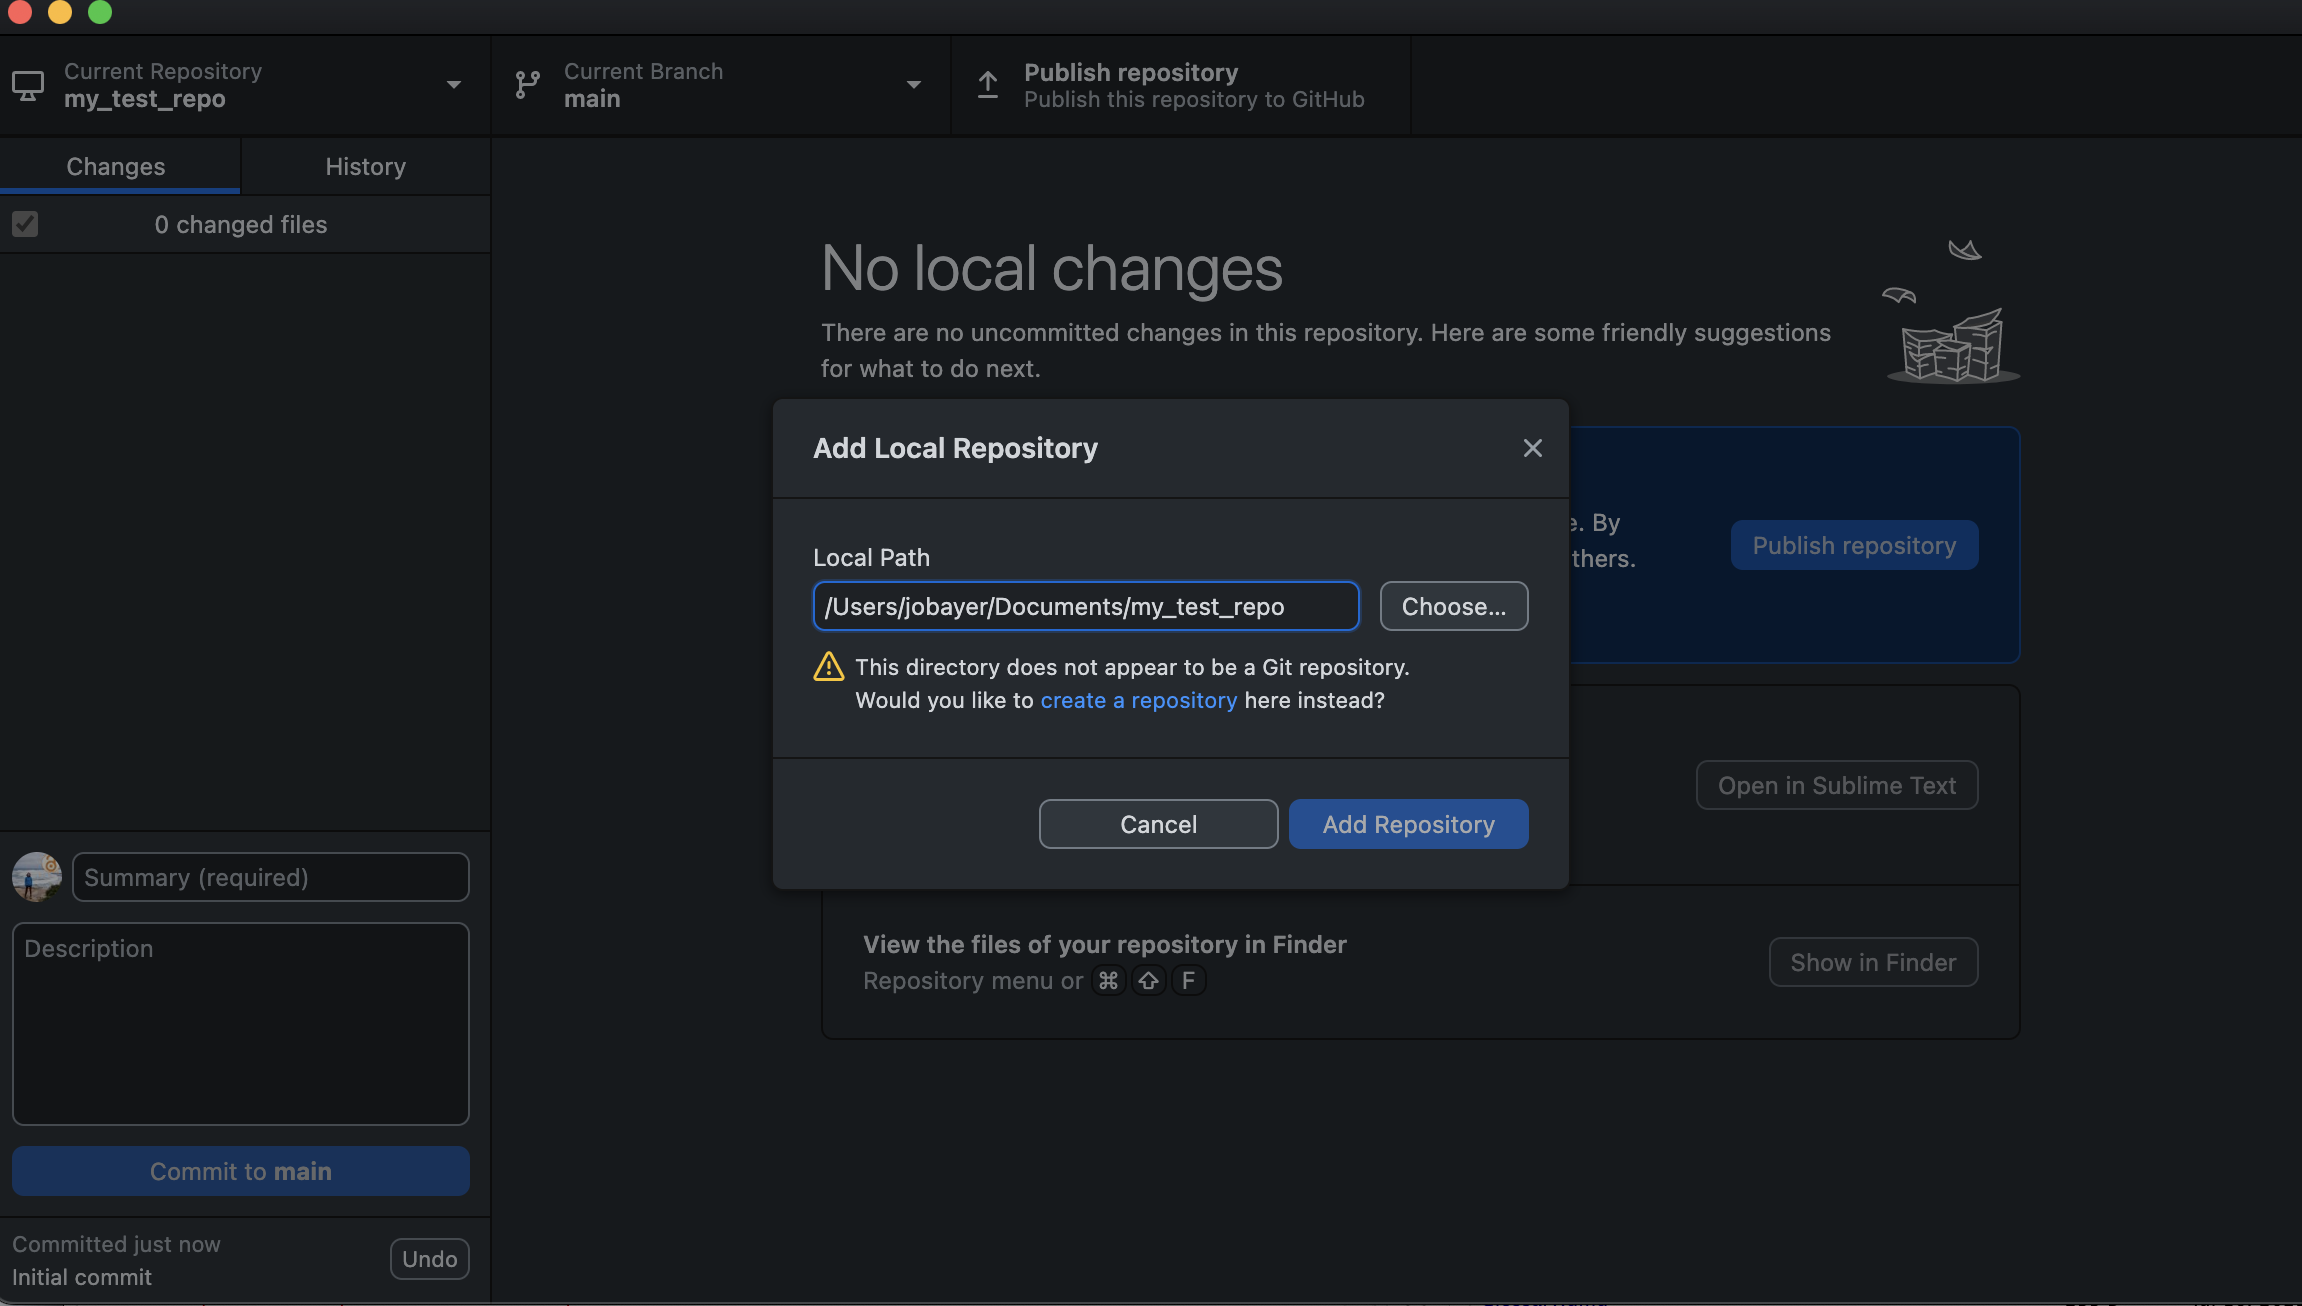 Current Repository
my_test_repo
Current Branch
main
Publish repository
Publish this repository to GitHub
Changes
History
0 changed files
No local changes
There are no uncommitted changes in this repository. Here are some friendly suggestions
for what to do next.
Add Local Repository
By
Publish repository
Local Path
/Users/jobayer/Documents/my_test_repo
Choose...
This directory does not appear to be a Git repository.
Would you like to create a repository here instead?
Open in Sublime Text
Cancel
Add Repository
Summary (required)
Description
View the files of your repository in Finder
Repository menu or ⌘ ⇧ F
Show in Finder
Commit to main
Committed just now
Initial commit
Undo